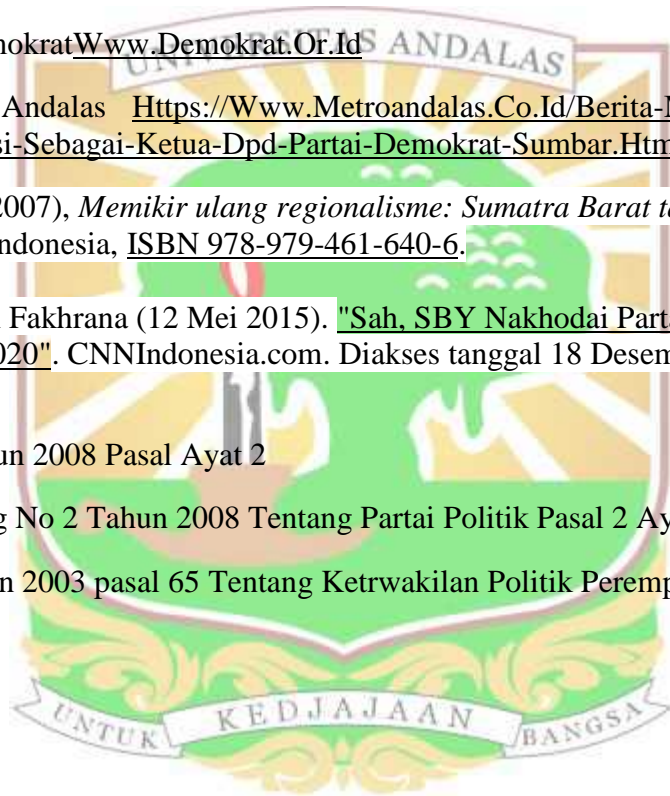 mokratWww.Demokrat.Or.Id
UNIVERSITAS ANDALAS
Andalas Https://Www.Metroandalas.Co.Id/Berita-
si-Sebagai-Ketua-Dpd-Partai-Demokrat-Sumbar.Htm
2007), Memikir ulang regionalisme: Sumatra Barat
Indonesia, ISBN 978-979-461-640-6.
Fakhrana (12 Mei 2015). "Sah, SBY Nakhodai
020". CNNIndonesia.com. Diakses tanggal 18 Desem
un 2008 Pasal Ayat 2
g No 2 Tahun 2008 Tentang Partai Politik Pasal 2 Ay
n 2003 pasal 65 Tentang Ketrwakilan Politik Peremp
UNTUK KEDJAJAAN BANGSA